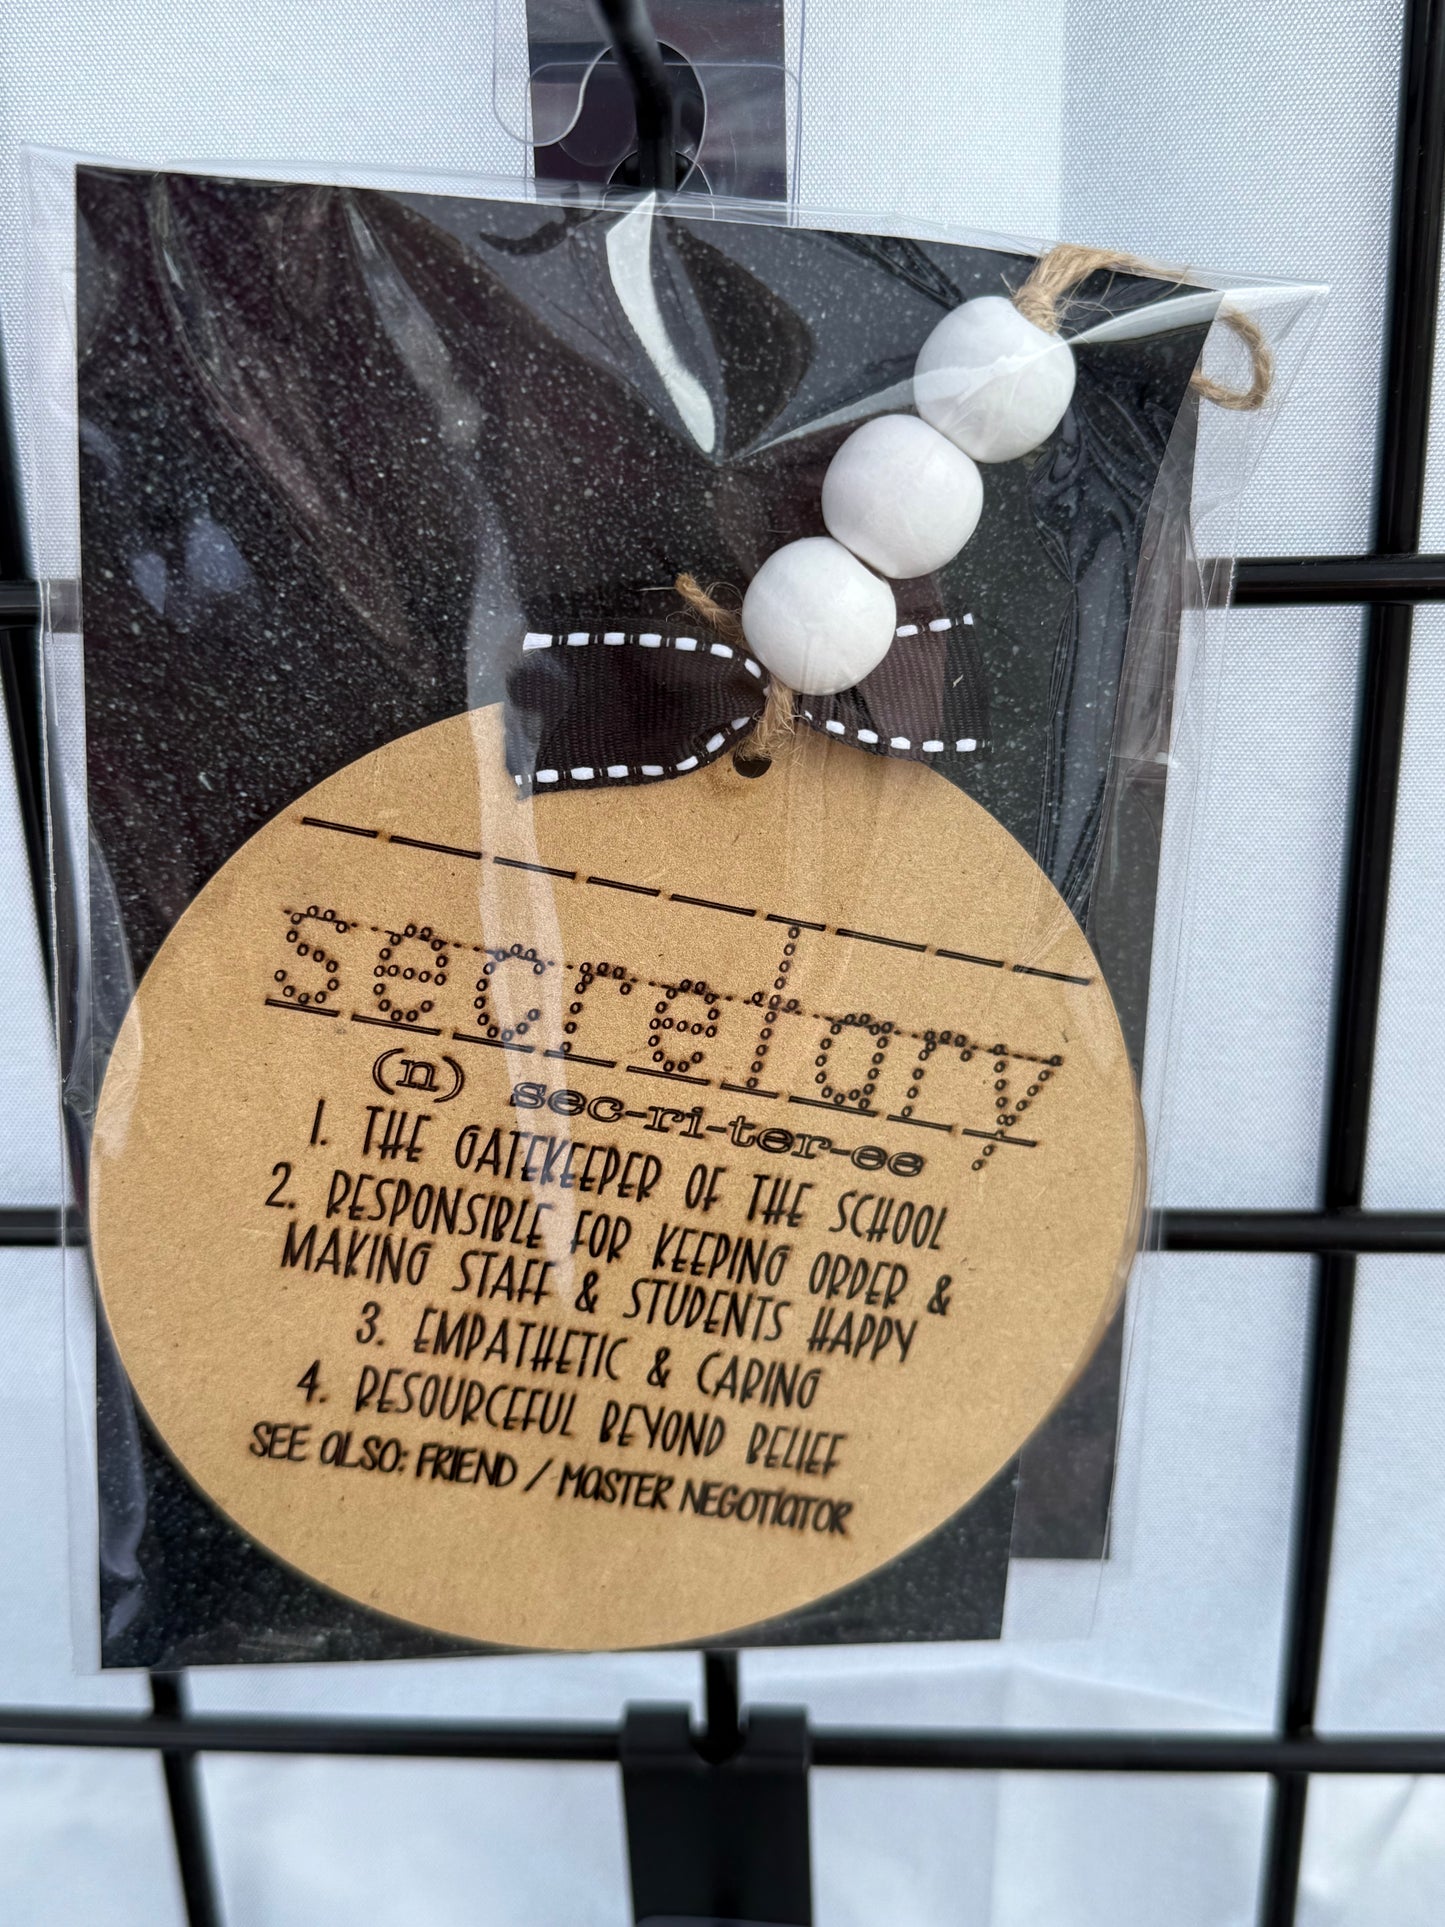 secretary
(n) sec-ri-ter-ee
1. THE GATEKEEPER OF THE SCHOOL
2. RESPONSIBLE FOR KEEPING ORDER &
MAKING STAFF & STUDENTS HAPPY
3. EMPATHETIC & CARING
4. RESOURCEFUL BEYOND BELIEF
SEE ALSO: FRIEND / MASTER NEGOTIATOR